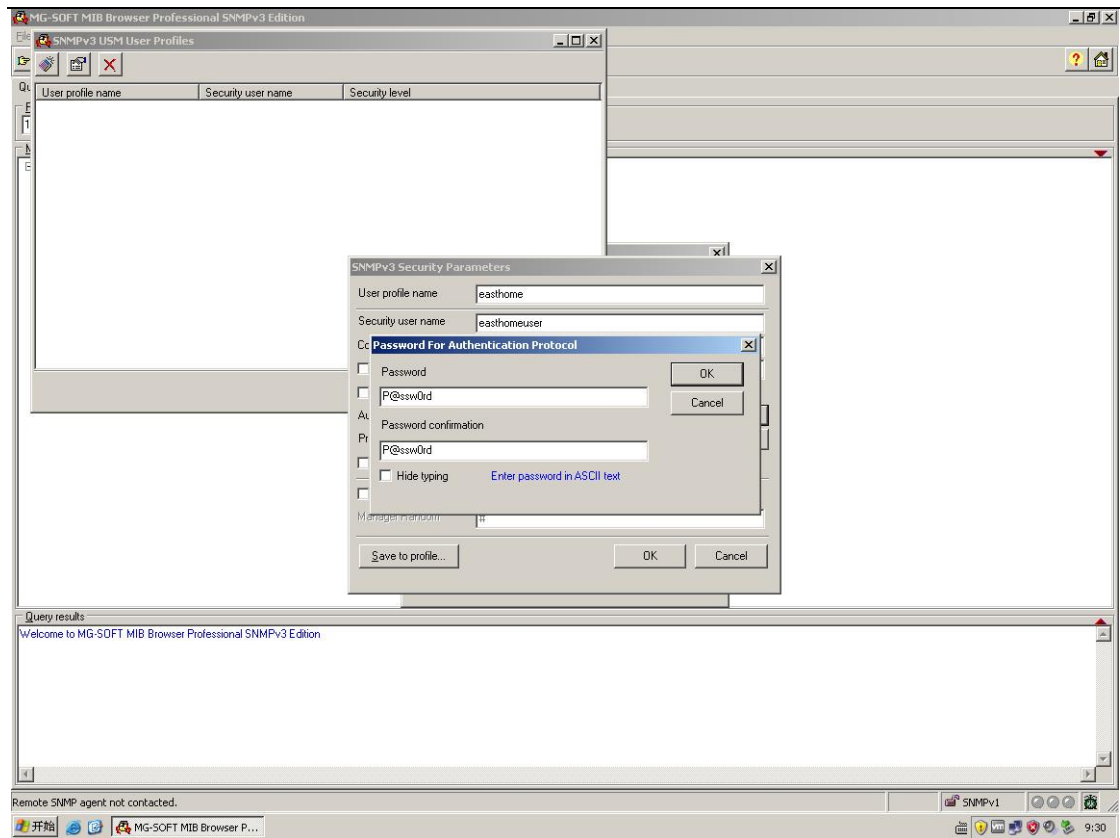 MG-SOFT MIB Browser Professional SNMPv3 Edition
SNMPv3 USM User Profiles
User profile name
Security user name
Security level
SNMPv3 Security Parameters
User profile name
easthome
Security user name
easthomeuser
Password For Authentication Protocol
Password
OK
P@ssw0rd
Cancel
Password confirmation
P@ssw0rd
Hide typing
Enter password in ASCII text
#
Save to profile...
OK
Cancel
Query results
Welcome to MG-SOFT MIB Browser Professional SNMPv3 Edition
Remote SNMP agent not contacted.
SNMPv1
开始
MG-SOFT MIB Browser P...
9:30